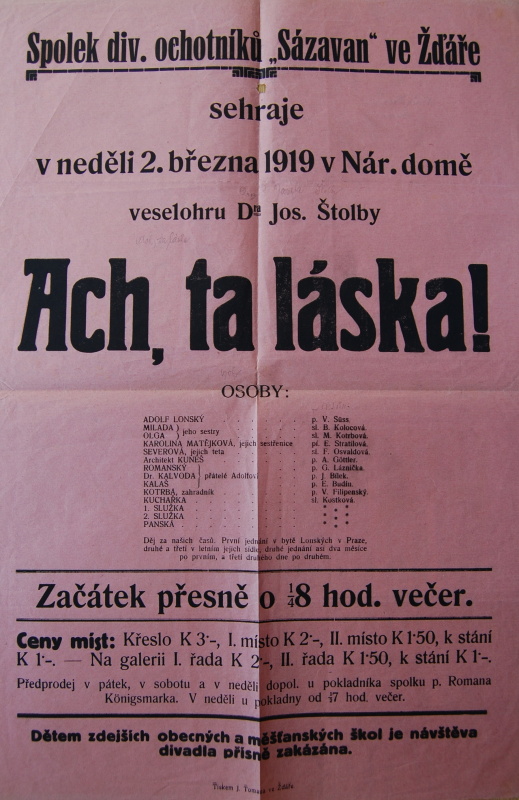 Spolek div. ochotníků „Sázavan“ ve Žďáře
sehraje
v neděli 2. března 1919 v Nár. domě
veselohru Dra Jos. Štolby
Ach, ta láska!
OSOBY:
ADOLF LONSKÝ . . . p. V. Süss.
MILADA } jeho sestry . . . sl. B. Kolocová.
OLGA } . . . sl. M. Kotrbová.
KAROLINA MATĚJKOVÁ, jejich sestřenice . . . pí. E. Stratilová.
SEVEROVÁ, jejich teta . . . sl. F. Osvaldová.
Architekt KUNEŠ . . . p. A. Göttler.
ROMANSKÝ } . . . p. G. Láznička.
Dr. KALVODA } přátelé Adolfovi . . . p. J. Bílek.
KALAŠ } . . . p. E. Budín.
KOTRBA, zahradník . . . p. V. Filipenský.
KUCHAŘKA . . . sl. Kostková.
1. SLUŽKA . . . * * *
2. SLUŽKA . . . * * *
PANSKÁ . . . * * *
Děj za našich časů. První jednání v bytě Lonských v Praze,
druhé a třetí v letním jejich sídle, druhé jednání asi dva měsíce
po prvním, a třetí druhého dne po druhém.
Začátek přesně o ¼8 hod. večer.
Ceny míst: Křeslo K 3·–, I. místo K 2·–, II. místo K 1·50, k stání
K 1·–. — Na galerii I. řada K 2·–, II. řada K 1·50, k stání K 1·–.
Předprodej v pátek, v sobotu a v neděli dopol. u pokladníka spolku p. Romana
Königsmarka. V neděli u pokladny od ¼7 hod. večer.
Dětem zdejších obecných a měšťanských škol je návštěva
divadla přísně zakázána.
Tiskem J. Tomana ve Žďáře